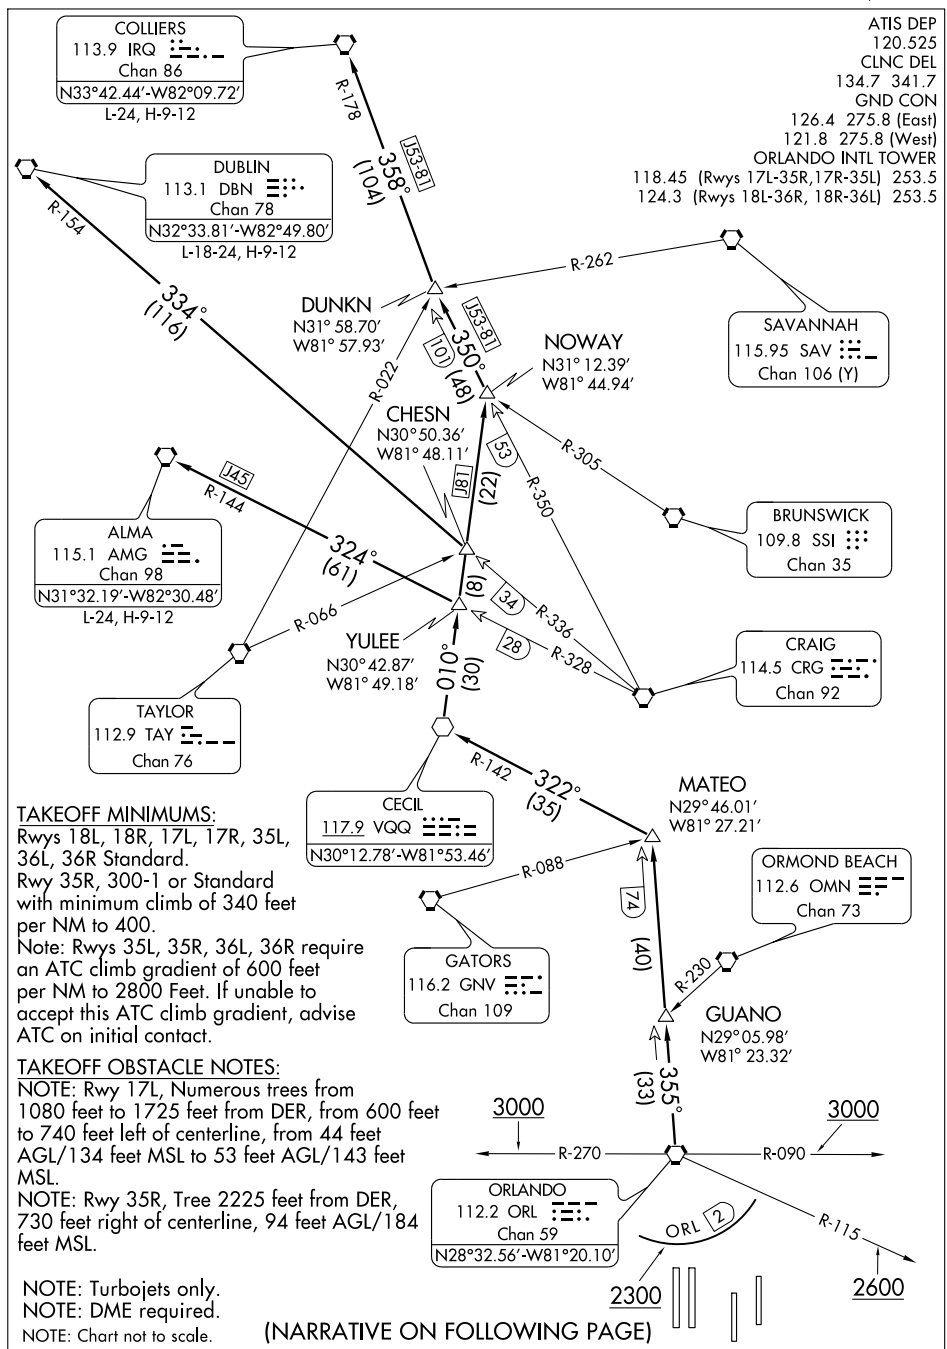 COLLIERS
113.9 IRQ
Chan 86
N33°42.44′-W82°09.72′
L-24, H-9-12
ATIS DEP
120.525
CLNC DEL
134.7 341.7
GND CON
126.4 275.8 (East)
121.8 275.8 (West)
ORLANDO INTL TOWER
118.45 (Rwys 17L-35R,17R-35L) 253.5
124.3 (Rwys 18L-36R, 18R-36L) 253.5
R-178
J53-81
358°
(104)
DUBLIN
113.1 DBN
Chan 78
N32°33.81′-W82°49.80′
L-18-24, H-9-12
R-154
334°
(116)
R-262
DUNKN
N31° 58.70′
W81° 57.93′
J53-81
350°
(48)
101
SAVANNAH
115.95 SAV
Chan 106 (Y)
NOWAY
N31° 12.39′
W81° 44.94′
R-022
CHESN
N30°50.36′
W81°48.11′
53
R-305
R-350
J81
(22)
J45
R-144
324°
(61)
ALMA
115.1 AMG
Chan 98
N31°32.19′-W82°30.48′
L-24, H-9-12
BRUNSWICK
109.8 SSI
Chan 35
R-066
(8)
34
R-336
28
R-328
YULEE
N30°42.87′
W81°49.18′
010°
(30)
CRAIG
114.5 CRG
Chan 92
TAYLOR
112.9 TAY
Chan 76
R-142
322°
(35)
CECIL
117.9 VQQ
N30°12.78′-W81°53.46′
MATEO
N29°46.01′
W81°27.21′
TAKEOFF MINIMUMS:
Rwys 18L, 18R, 17L, 17R, 35L,
36L, 36R Standard.
Rwy 35R, 300-1 or Standard
with minimum climb of 340 feet
per NM to 400.
Note: Rwys 35L, 35R, 36L, 36R require
an ATC climb gradient of 600 feet
per NM to 2800 Feet. If unable to
accept this ATC climb gradient, advise
ATC on initial contact.
R-088
74
(40)
ORMOND BEACH
112.6 OMN
Chan 73
GATORS
116.2 GNV
Chan 109
R-230
GUANO
N29°05.98′
W81° 23.32′
355°
(33)
TAKEOFF OBSTACLE NOTES:
NOTE: Rwy 17L, Numerous trees from
1080 feet to 1725 feet from DER, from 600 feet
to 740 feet left of centerline, from 44 feet
AGL/134 feet MSL to 53 feet AGL/143 feet
MSL.
NOTE: Rwy 35R, Tree 2225 feet from DER,
730 feet right of centerline, 94 feet AGL/184
feet MSL.
3000
R-270
R-090
3000
ORLANDO
112.2 ORL
Chan 59
N28°32.56′-W81°20.10′
ORL 2
R-115
2300
2600
NOTE: Turbojets only.
NOTE: DME required.
NOTE: Chart not to scale.
(NARRATIVE ON FOLLOWING PAGE)